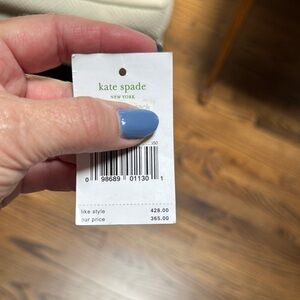 kate spade
NEW YORK
0 98689 01130 1
like style 428.00
our price 365.00